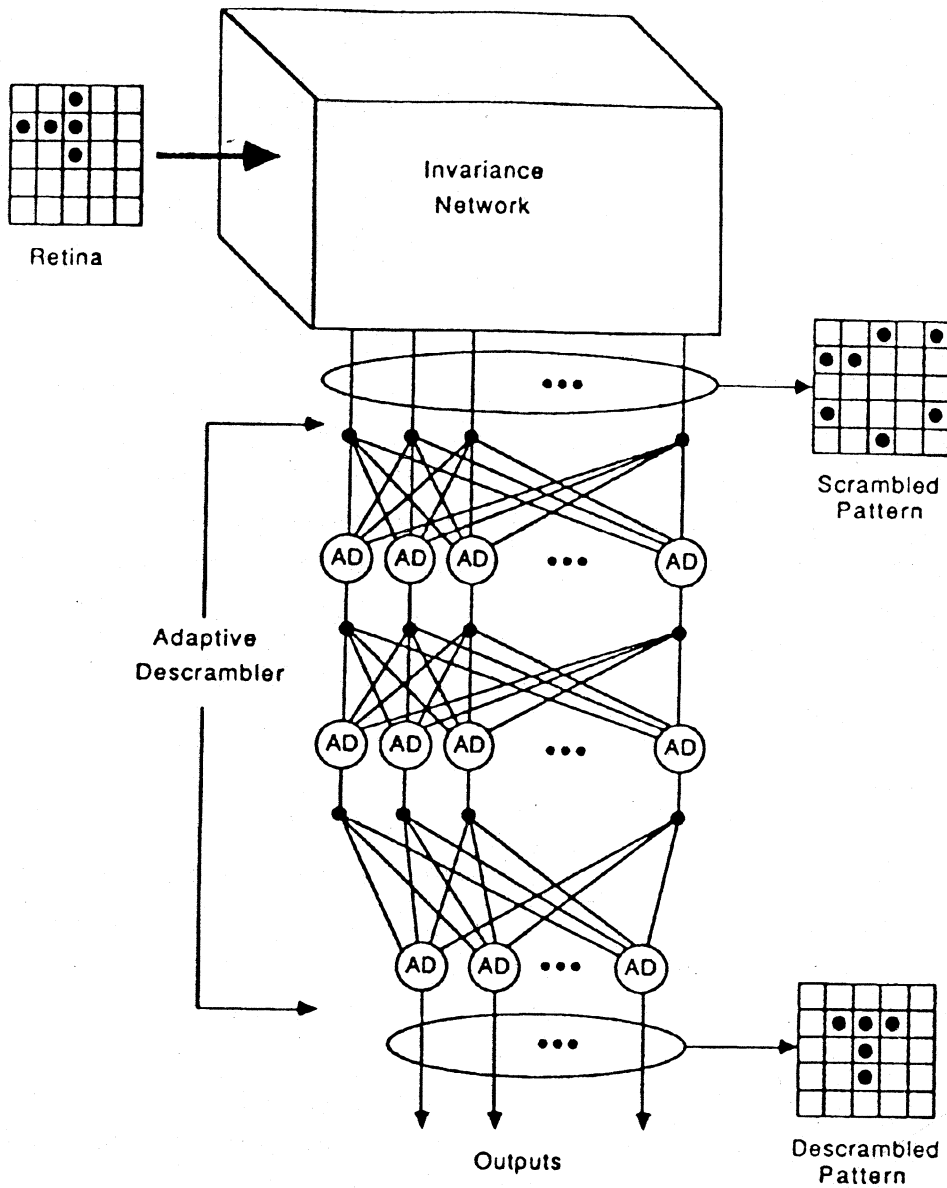 Invariance
Network
Retina
Scrambled
Pattern
AD
AD
AD
AD
Adaptive
Descrambler
AD
AD
AD
AD
AD
AD
AD
Outputs
Descrambled
Pattern